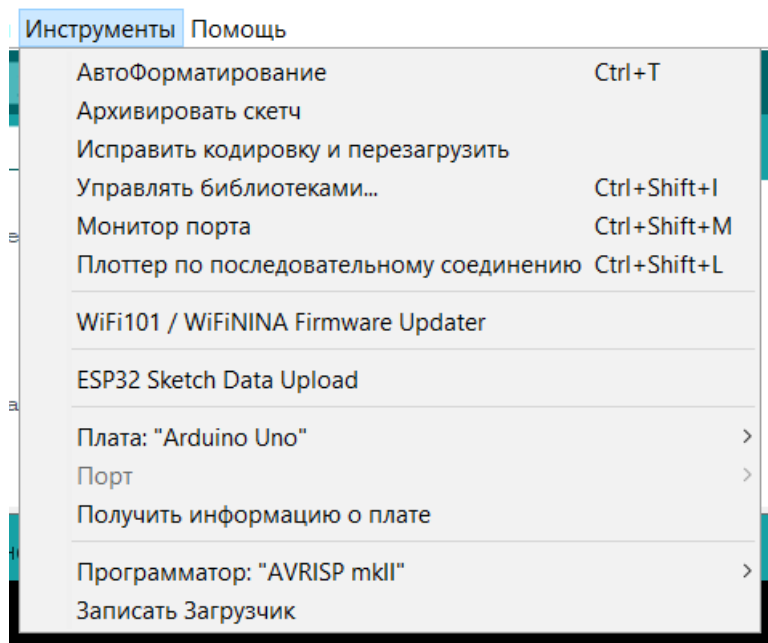 Инструменты Помощь
АвтоФорматирование Ctrl+T
Архивировать скетч
Исправить кодировку и перезагрузить
Управлять библиотеками... Ctrl+Shift+I
Монитор порта Ctrl+Shift+M
Плоттер по последовательному соединению Ctrl+Shift+L
WiFi101 / WiFiNINA Firmware Updater
ESP32 Sketch Data Upload
Плата: "Arduino Uno"
Порт
Получить информацию о плате
Программатор: "AVRISP mkII"
Записать Загрузчик